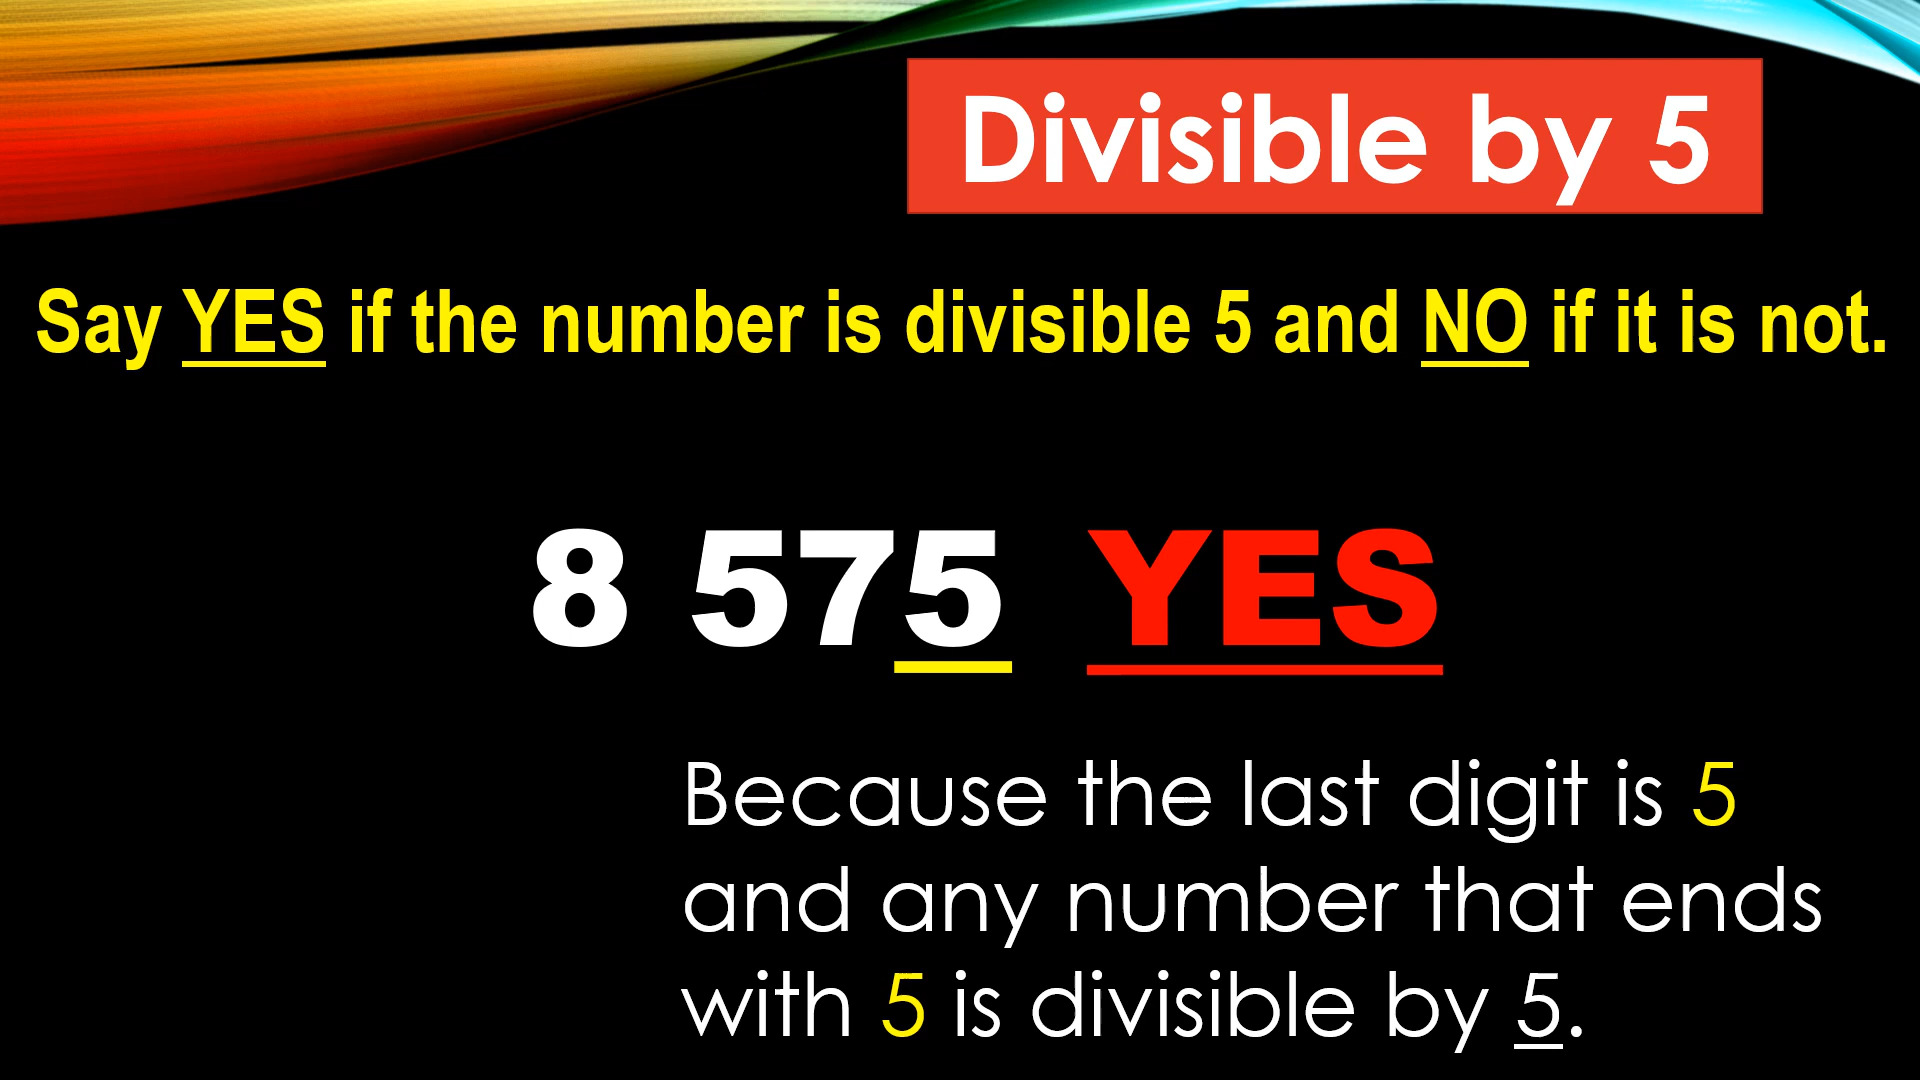 Divisible by 5
Say YES if the number is divisible 5 and NO if it is not.
8 575 YES
Because the last digit is 5
and any number that ends
with 5 is divisible by 5.